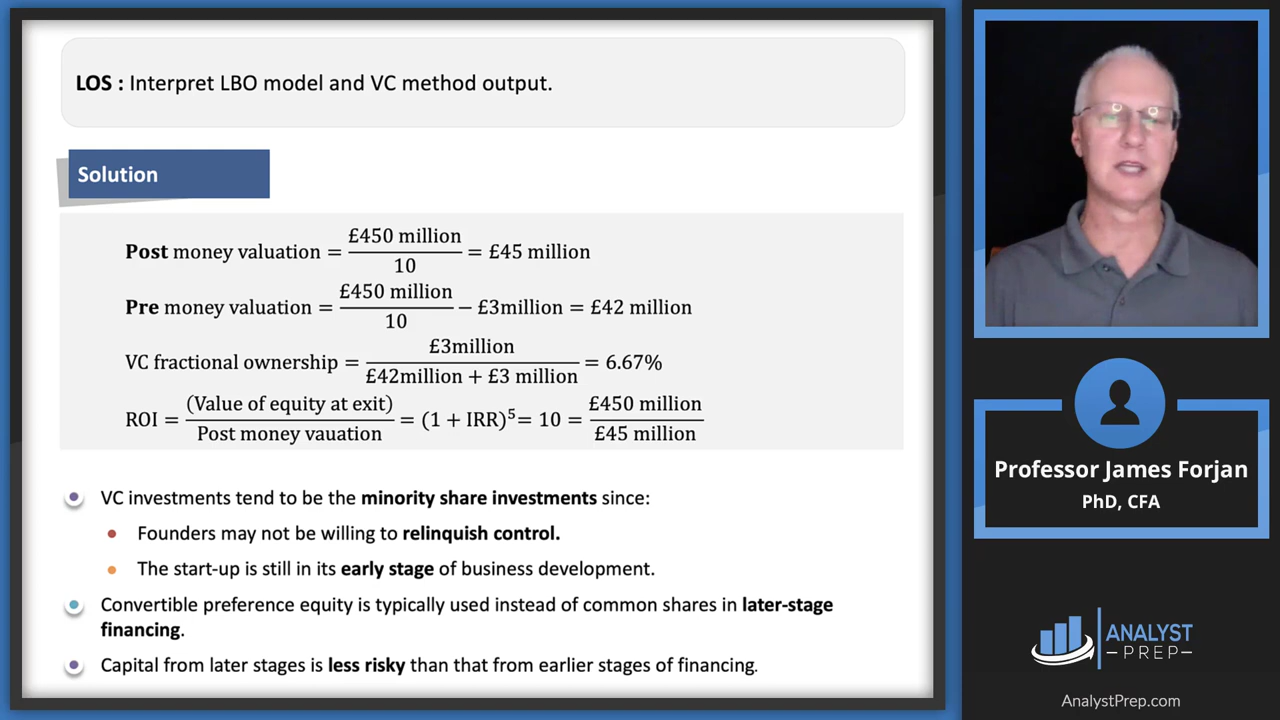 LOS : Interpret LBO model and VC method output.
Solution
Post money valuation = £450 million / 10 = £45 million
Pre money valuation = £450 million / 10 − £3million = £42 million
VC fractional ownership = £3million / £42million + £3 million = 6.67%
ROI = (Value of equity at exit) / Post money vauation = (1 + IRR)⁵= 10 = £450 million / £45 million
VC investments tend to be the minority share investments since:
Founders may not be willing to relinquish control.
The start-up is still in its early stage of business development.
Convertible preference equity is typically used instead of common shares in later-stage
financing.
Capital from later stages is less risky than that from earlier stages of financing.
Professor James Forjan
PhD, CFA
ANALYST
PREP
AnalystPrep.com